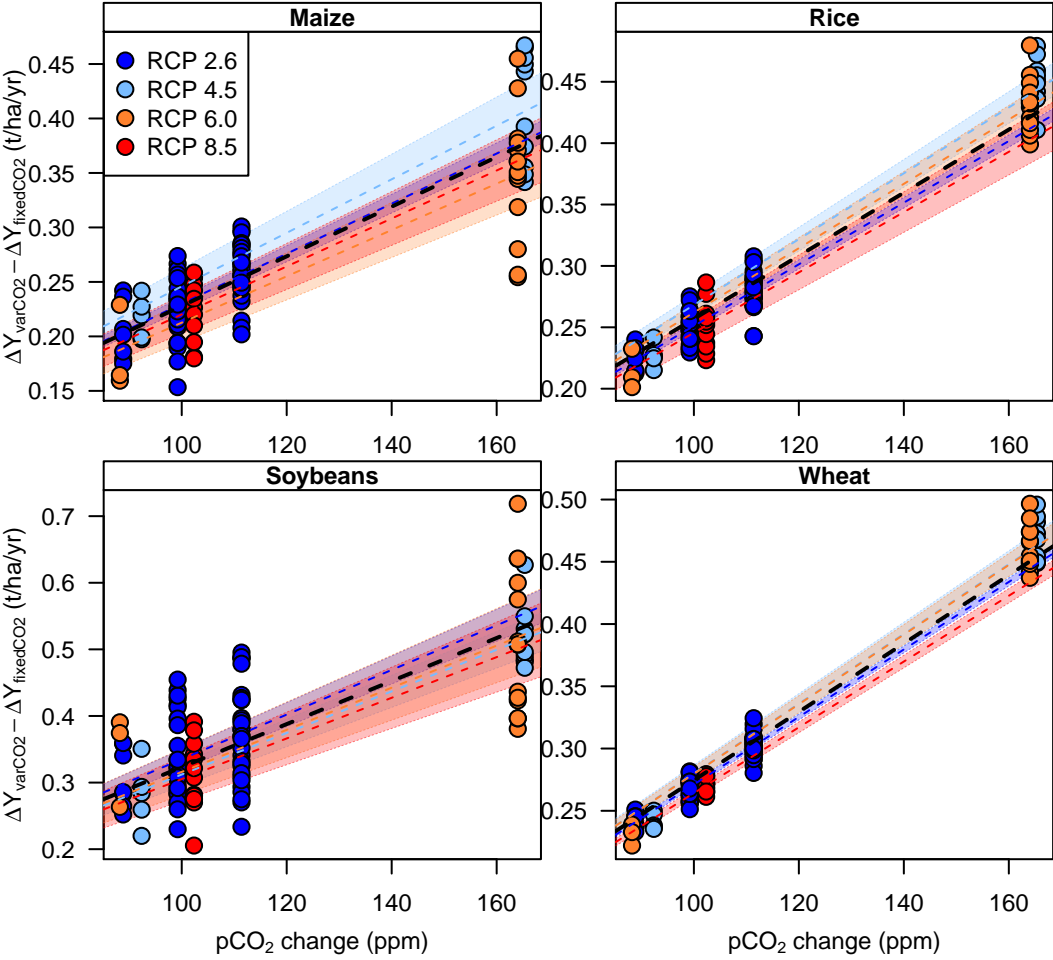 Maize
Rice
ΔY_varCO2 − ΔY_fixedCO2 (t/ha/yr)
0.45
0.40
0.35
0.30
0.25
0.20
0.15
RCP 2.6
RCP 4.5
RCP 6.0
RCP 8.5
100 120 140 160
0.45
0.40
0.35
0.30
0.25
0.20
100 120 140 160
Soybeans
Wheat
ΔY_varCO2 − ΔY_fixedCO2 (t/ha/yr)
0.7
0.6
0.5
0.4
0.3
0.2
100 120 140 160
pCO₂ change (ppm)
0.50
0.45
0.40
0.35
0.30
0.25
100 120 140 160
pCO₂ change (ppm)